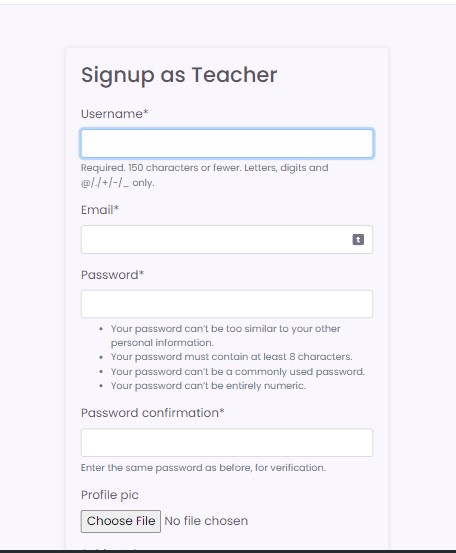 Signup as Teacher
Username*
Required. 150 characters or fewer. Letters, digits and
@/./+/-/_ only.
Email*
t
Password*
• Your password can't be too similar to your other
personal information.
• Your password must contain at least 8 characters.
• Your password can't be a commonly used password.
• Your password can't be entirely numeric.
Password confirmation*
Enter the same password as before, for verification.
Profile pic
Choose File No file chosen